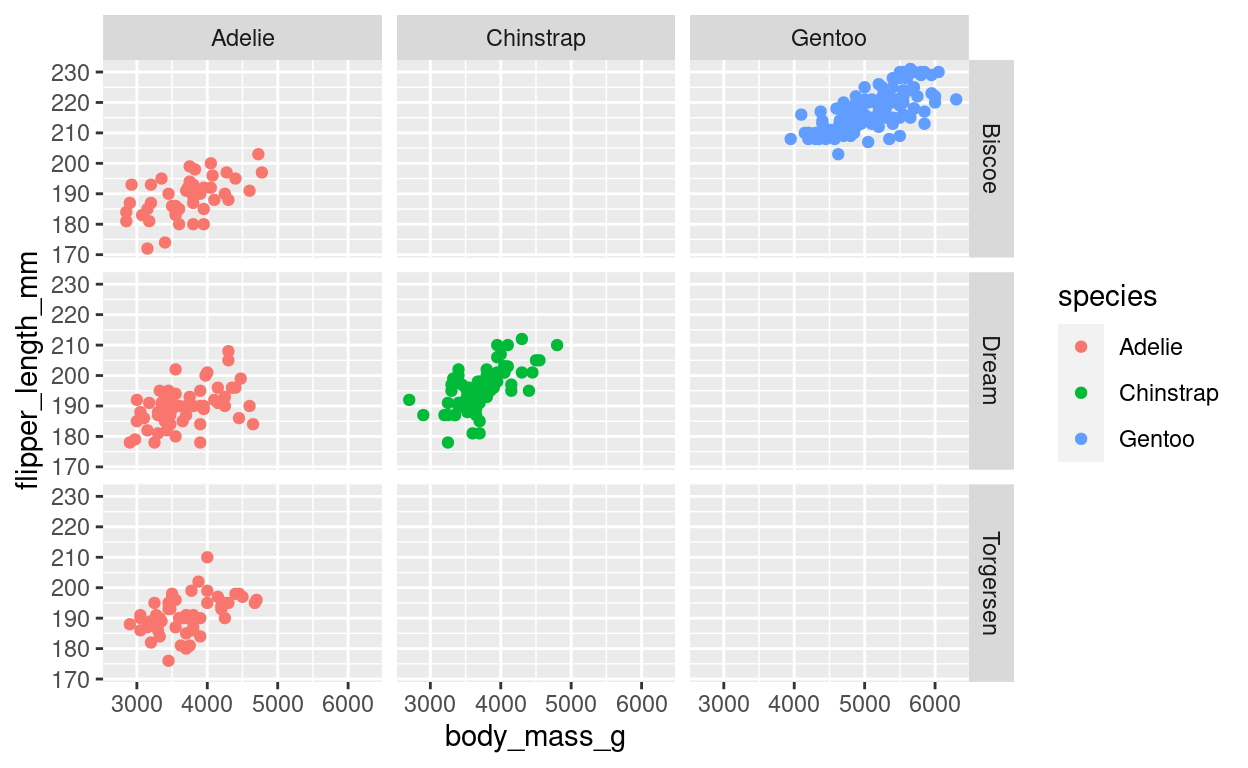 Adelie Chinstrap Gentoo
230
220
210
200
190
180
170
Biscoe
230
220
210
200
190
180
170
Dream
230
220
210
200
190
180
170
Torgersen
3000 4000 5000 6000 3000 4000 5000 6000 3000 4000 5000 6000
body_mass_g
flipper_length_mm
species
Adelie
Chinstrap
Gentoo